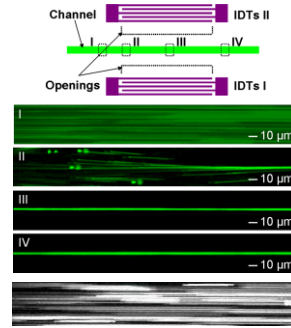 Channel
IDTs II
I
II
III
IV
Openings
IDTs I
I
10 µm
II
10 µm
III
10 µm
IV
10 µm